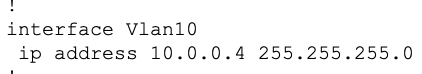 !
interface Vlan10
 ip address 10.0.0.4 255.255.255.0
!